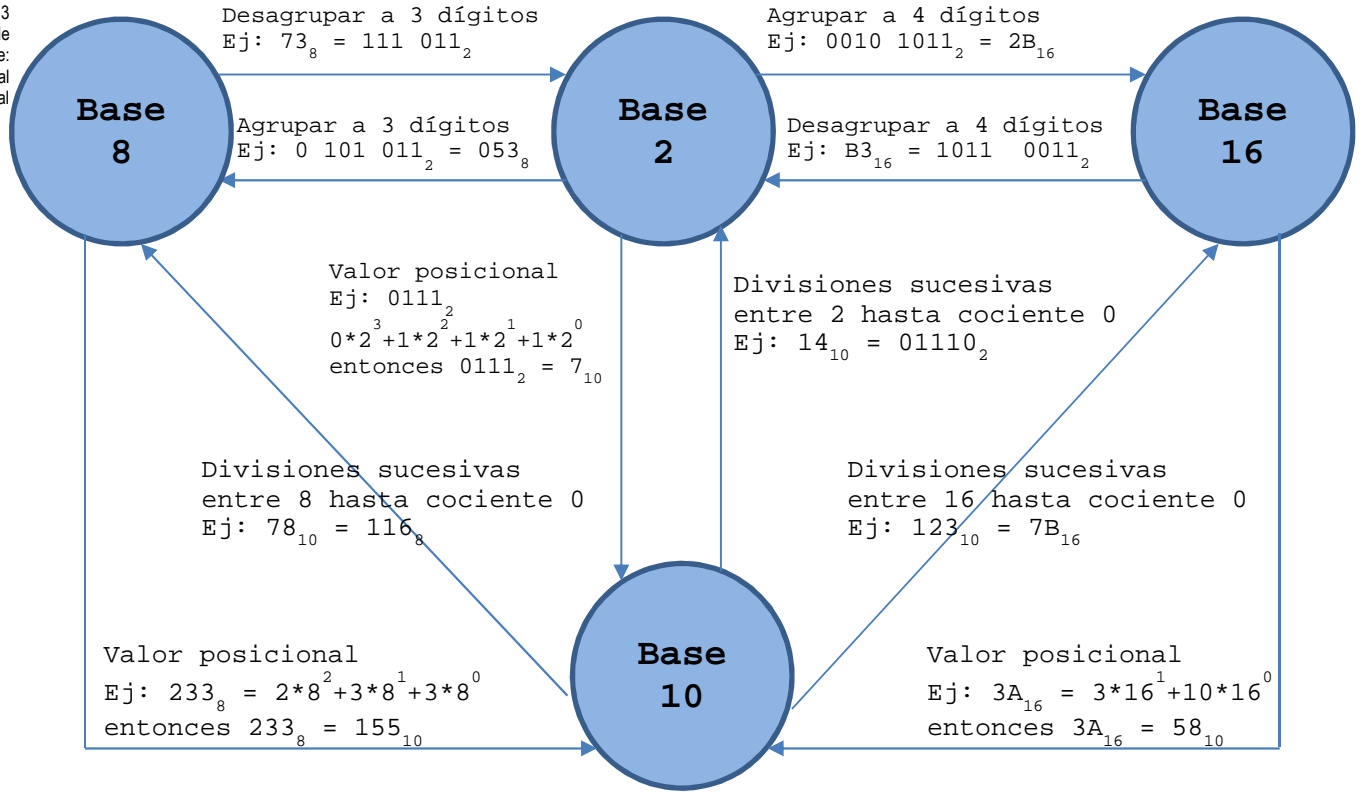 3
le
e:
al
al
Desagrupar a 3 dígitos
Ej: 73₈ = 111 011₂
Agrupar a 4 dígitos
Ej: 0010 1011₂ = 2B₁₆
Base
8
Base
2
Base
16
Agrupar a 3 dígitos
Ej: 0 101 011₂ = 053₈
Desagrupar a 4 dígitos
Ej: B3₁₆ = 1011 0011₂
Valor posicional
Ej: 0111₂
0*2³+1*2²+1*2¹+1*2⁰
entonces 0111₂ = 7₁₀
Divisiones sucesivas
entre 2 hasta cociente 0
Ej: 14₁₀ = 01110₂
Divisiones sucesivas
entre 8 hasta cociente 0
Ej: 78₁₀ = 116₈
Divisiones sucesivas
entre 16 hasta cociente 0
Ej: 123₁₀ = 7B₁₆
Valor posicional
Ej: 233₈ = 2*8²+3*8¹+3*8⁰
entonces 233₈ = 155₁₀
Base
10
Valor posicional
Ej: 3A₁₆ = 3*16¹+10*16⁰
entonces 3A₁₆ = 58₁₀